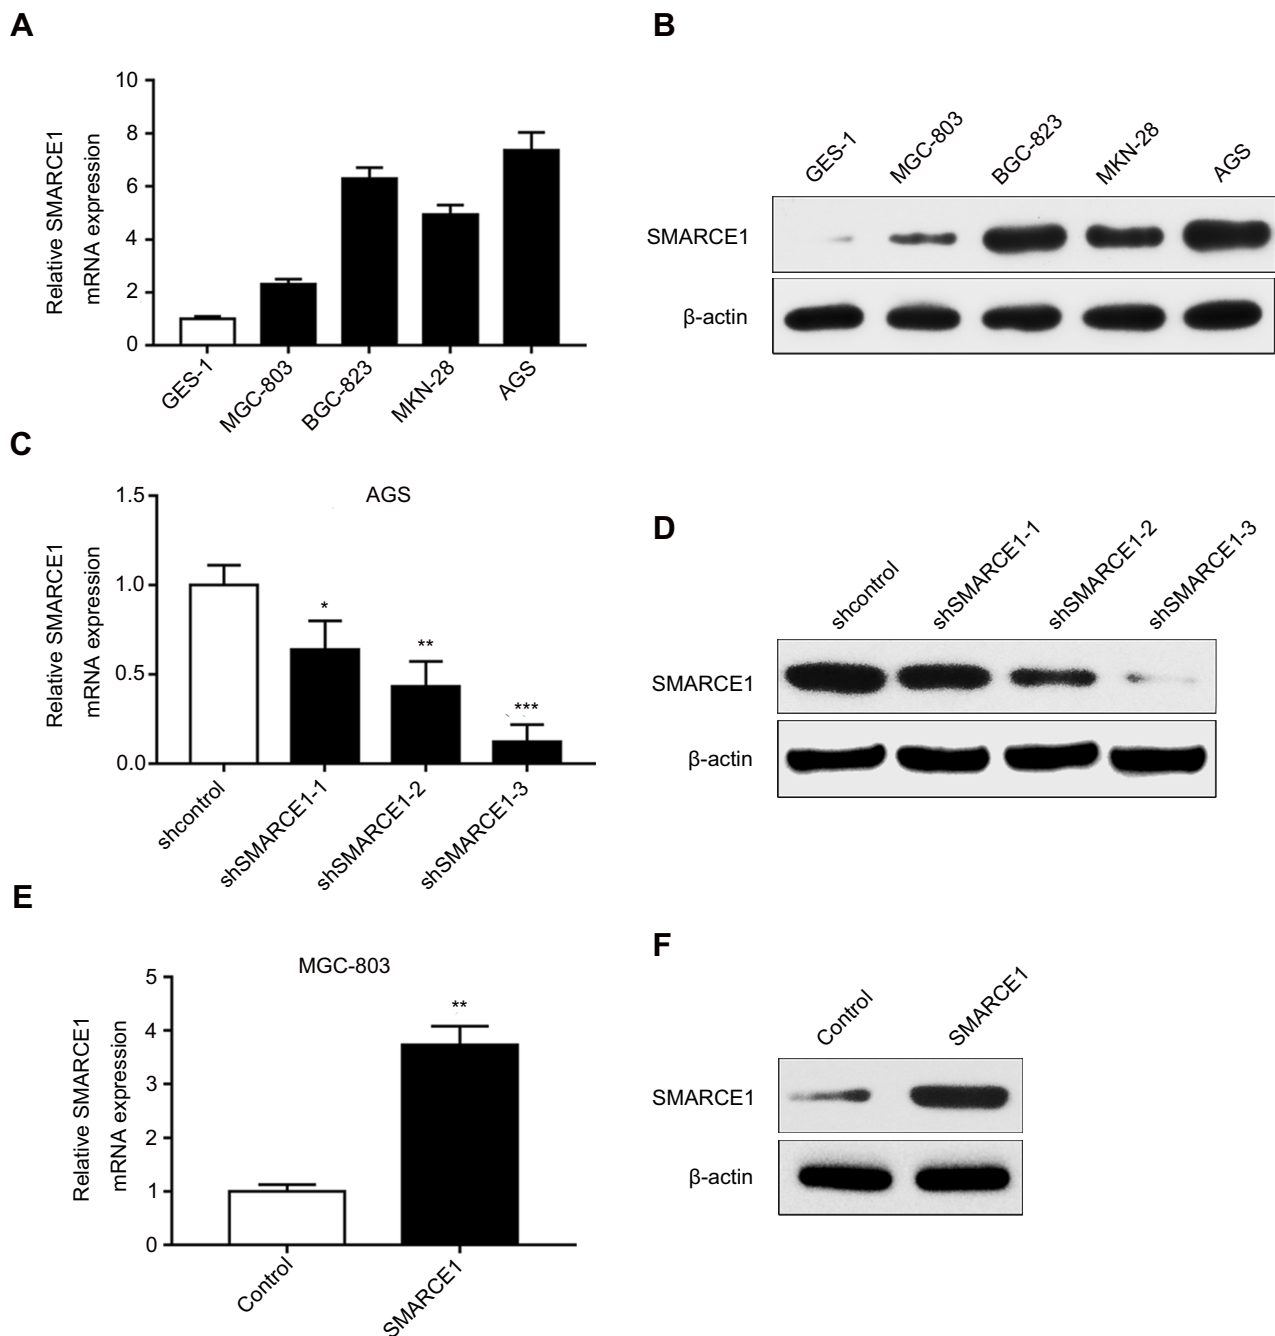 A
Relative SMARCE1
mRNA expression
10
8
6
4
2
0
GES-1
MGC-803
BGC-823
MKN-28
AGS
B
GES-1
MGC-803
BGC-823
MKN-28
AGS
SMARCE1
β-actin
C
AGS
Relative SMARCE1
mRNA expression
1.5
1.0
0.5
0.0
*
**
***
shcontrol
shSMARCE1-1
shSMARCE1-2
shSMARCE1-3
D
shcontrol
shSMARCE1-1
shSMARCE1-2
shSMARCE1-3
SMARCE1
β-actin
E
MGC-803
Relative SMARCE1
mRNA expression
5
4
3
2
1
0
**
Control
SMARCE1
F
Control
SMARCE1
SMARCE1
β-actin